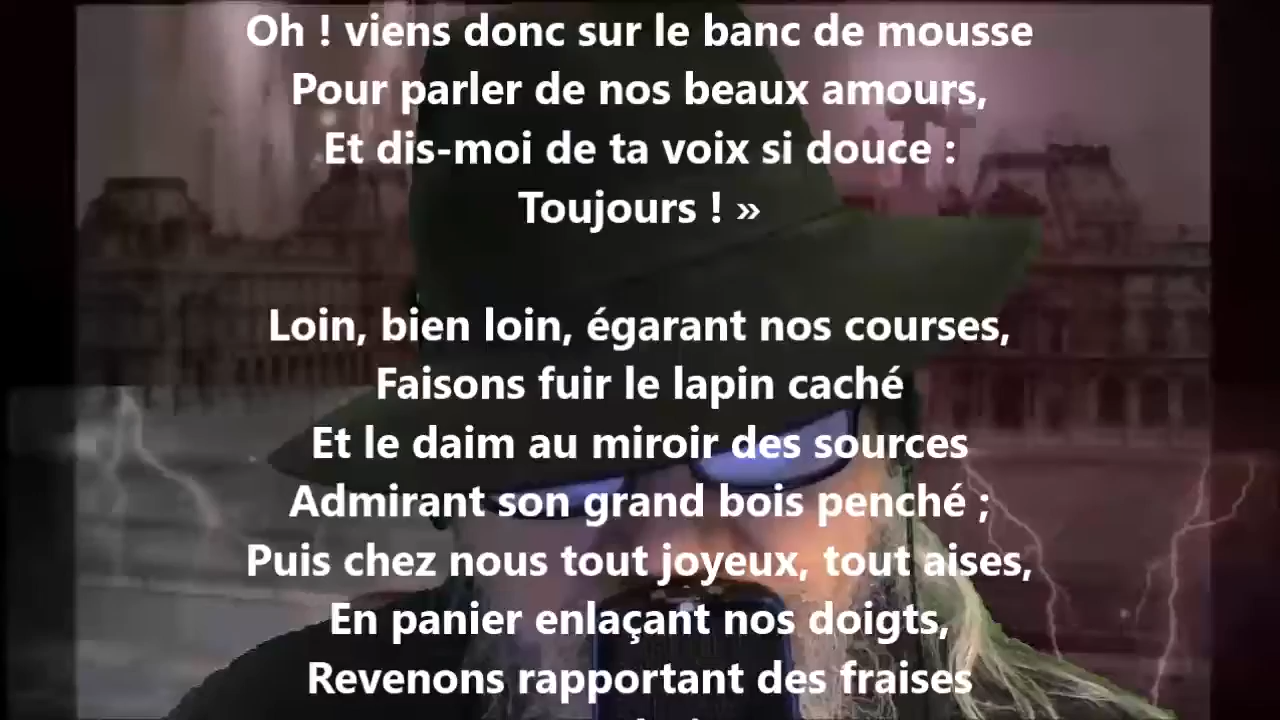 Oh ! viens donc sur le banc de mousse
Pour parler de nos beaux amours,
Et dis-moi de ta voix si douce :
Toujours ! »
Loin, bien loin, égarant nos courses,
Faisons fuir le lapin caché
Et le daim au miroir des sources
Admirant son grand bois penché ;
Puis chez nous tout joyeux, tout aises,
En panier enlaçant nos doigts,
Revenons rapportant des fraises